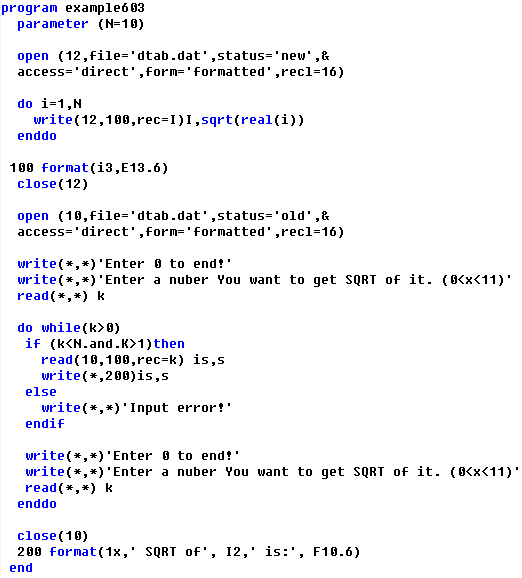 program example603
parameter (N=10)
open (12,file='dtab.dat',status='new',&
access='direct',form='formatted',recl=16)
do i=1,N
write(12,100,rec=I)I,sqrt(real(i))
enddo
100 format(i3,E13.6)
close(12)
open (10,file='dtab.dat',status='old',&
access='direct',form='formatted',recl=16)
write(*,*)'Enter 0 to end!'
write(*,*)'Enter a nuber You want to get SQRT of it. (0<x<11)'
read(*,*) k
do while(k>0)
if (k<N.and.K>1)then
read(10,100,rec=k) is,s
write(*,200)is,s
else
write(*,*)'Input error!'
endif
write(*,*)'Enter 0 to end!'
write(*,*)'Enter a nuber You want to get SQRT of it. (0<x<11)'
read(*,*) k
enddo
close(10)
200 format(1x,' SQRT of', I2,' is:', F10.6)
end